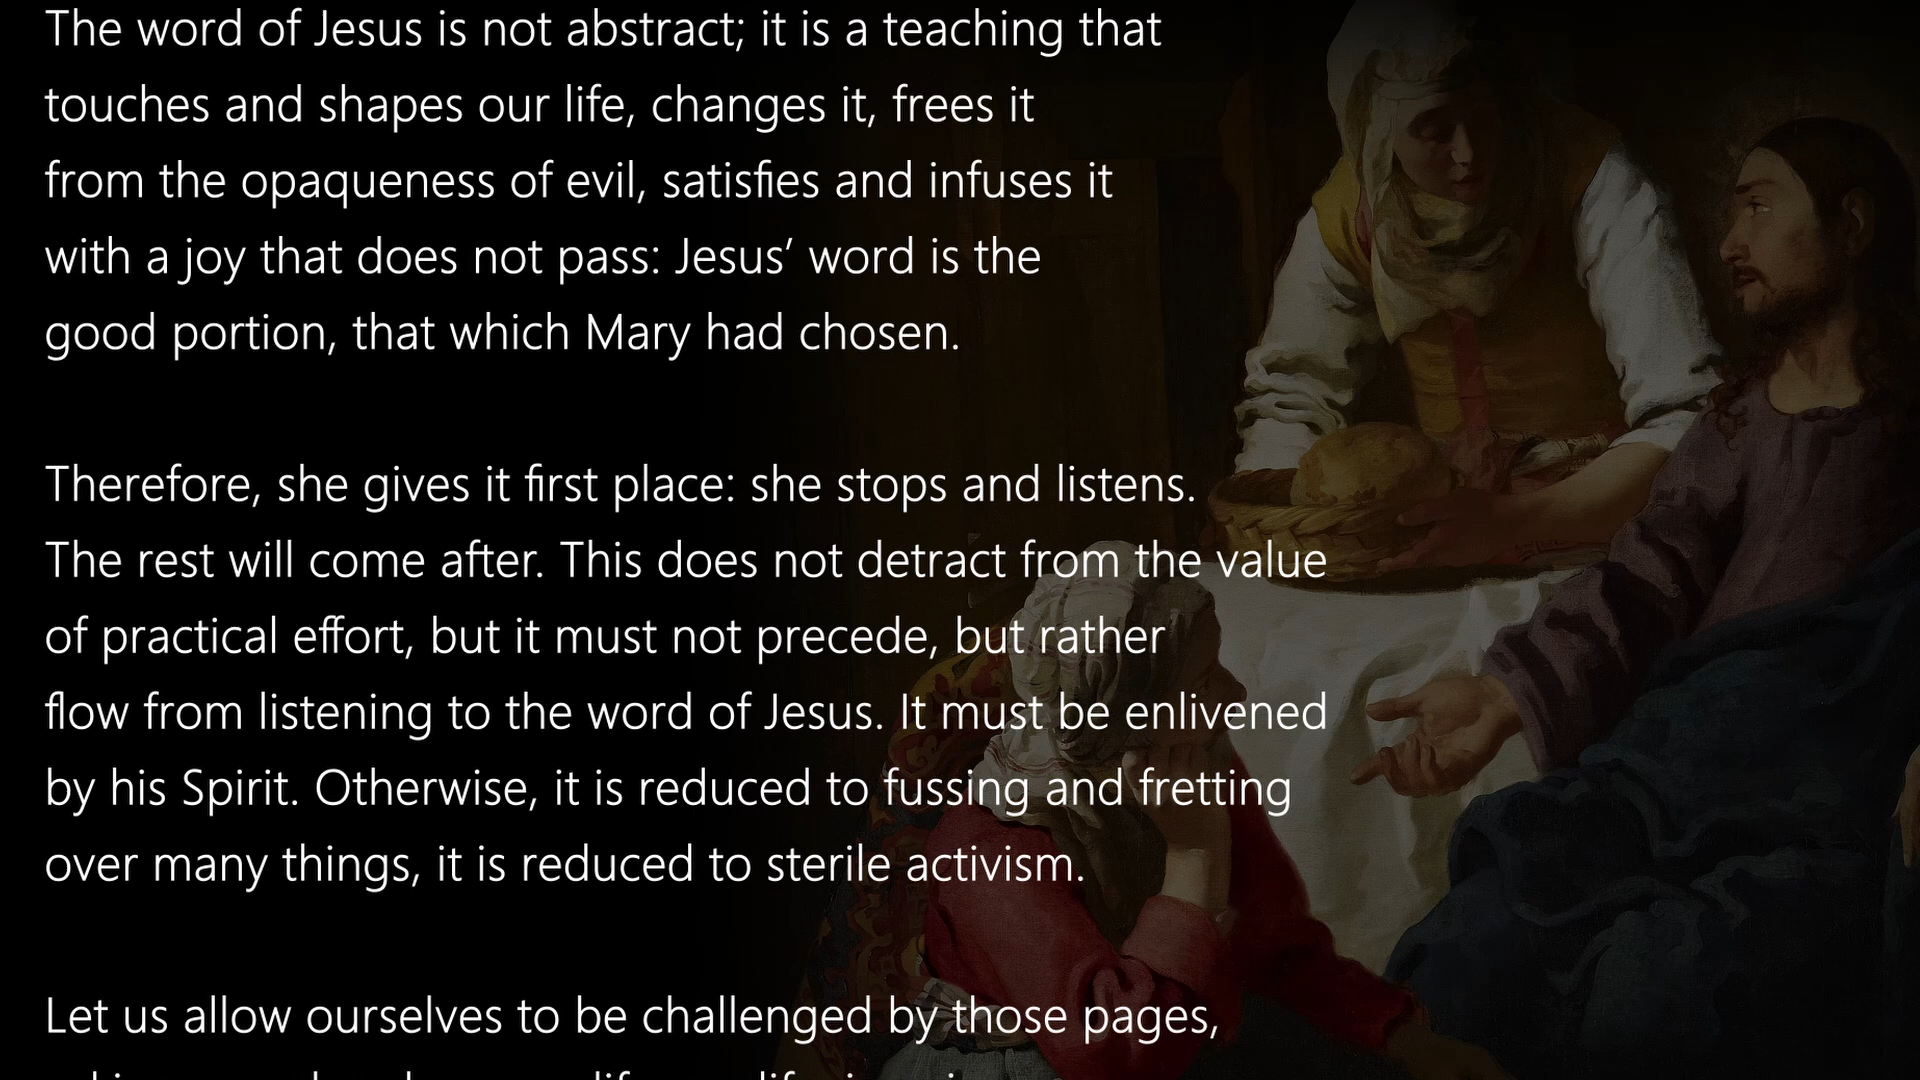 The word of Jesus is not abstract; it is a teaching that
touches and shapes our life, changes it, frees it
from the opaqueness of evil, satisfies and infuses it
with a joy that does not pass: Jesus’ word is the
good portion, that which Mary had chosen.
Therefore, she gives it first place: she stops and listens.
The rest will come after. This does not detract from the value
of practical effort, but it must not precede, but rather
flow from listening to the word of Jesus. It must be enlivened
by his Spirit. Otherwise, it is reduced to fussing and fretting
over many things, it is reduced to sterile activism.
Let us allow ourselves to be challenged by those pages,